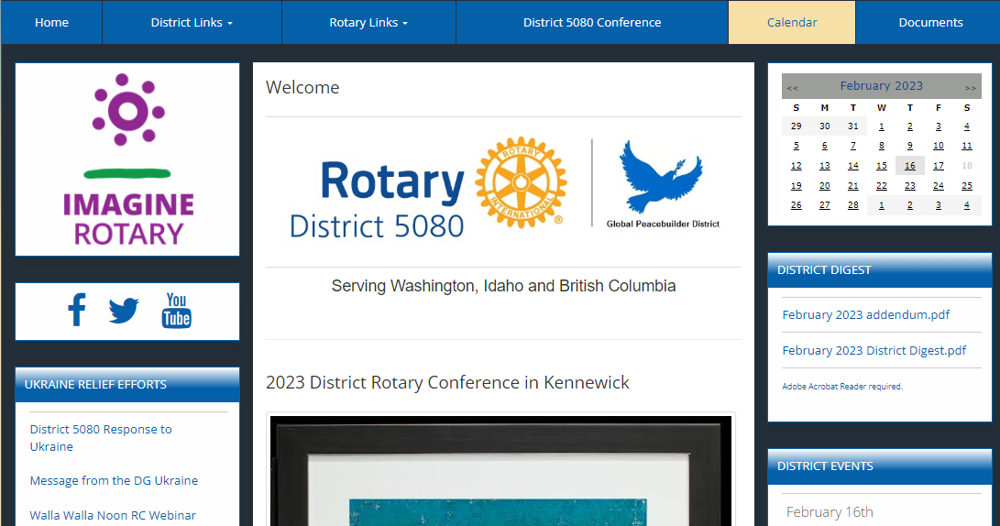 Home
District Links
Rotary Links
District 5080 Conference
Calendar
Documents
IMAGINE
ROTARY
You
Tube
UKRAINE RELIEF EFFORTS
District 5080 Response to
Ukraine
Message from the DG Ukraine
Walla Walla Noon RC Webinar
Welcome
Rotary
District 5080
ROTARY
INTERNATIONAL
®
Global Peacebuilder District
Serving Washington, Idaho and British Columbia
2023 District Rotary Conference in Kennewick
<< February 2023 >>
S M T W T F S
29 30 31 1 2 3 4
5 6 7 8 9 10 11
12 13 14 15 16 17 18
19 20 21 22 23 24 25
26 27 28 1 2 3 4
DISTRICT DIGEST
February 2023 addendum.pdf
February 2023 District Digest.pdf
Adobe Acrobat Reader required.
DISTRICT EVENTS
February 16th